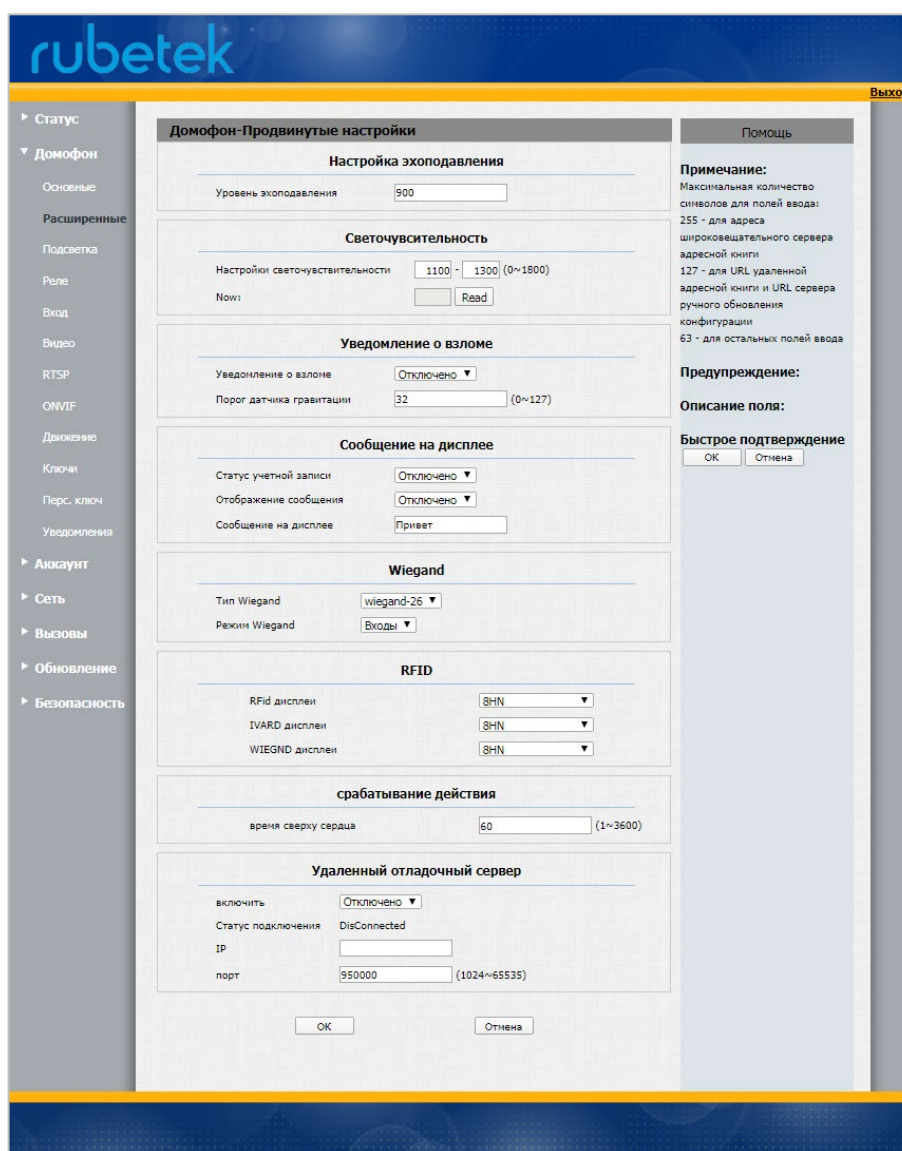 rubetek
Выхо
Статус
Домофон
Основные
Расширенные
Подсветка
Реле
Вход
Видео
RTSP
ONVIF
Движение
Ключи
Перс. ключ
Уведомления
Аккаунт
Сеть
Вызовы
Обновление
Безопасность
Домофон-Продвинутые настройки
Настройка эхоподавления
Уровень эхоподавления 900
Светочувсительность
Настройки светочувствительности 1100 - 1300 (0~1800)
Now: Read
Уведомление о взломе
Уведомление о взломе Отключено
Порог датчика гравитации 32 (0~127)
Сообщение на дисплее
Статус учетной записи Отключено
Отображение сообщения Отключено
Сообщение на дисплее Привет
Wiegand
Тип Wiegand wiegand-26
Режим Wiegand Входы
RFID
RFid дисплеи 8HN
IVARD дисплеи 8HN
WIEGND дисплеи 8HN
срабатывание действия
время сверху сердца 60 (1~3600)
Удаленный отладочный сервер
включить Отключено
Статус подключения DisConnected
IP
порт 950000 (1024~65535)
OK Отмена
Помощь
Примечание:
Максимальная количество
символов для полей ввода:
255 - для адреса
широковещательного сервера
адресной книги
127 - для URL удаленной
адресной книги и URL сервера
ручного обновления
конфигурации
63 - для остальных полей ввода
Предупреждение:
Описание поля:
Быстрое подтверждение
OK Отмена